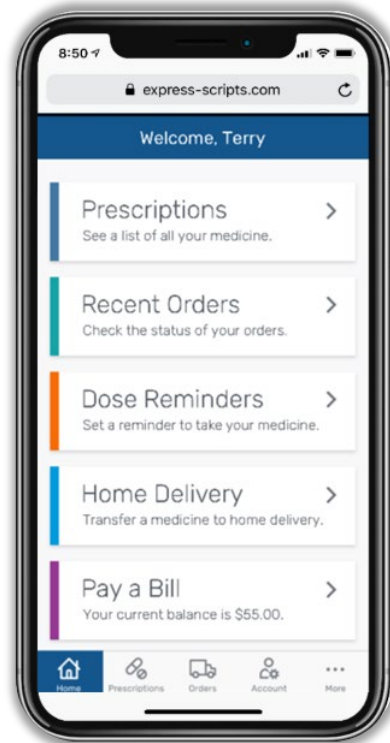 8:50
express-scripts.com
Welcome, Terry
Prescriptions
See a list of all your medicine.
Recent Orders
Check the status of your orders.
Dose Reminders
Set a reminder to take your medicine.
Home Delivery
Transfer a medicine to home delivery.
Pay a Bill
Your current balance is $55.00.
Home Prescriptions Orders Account More